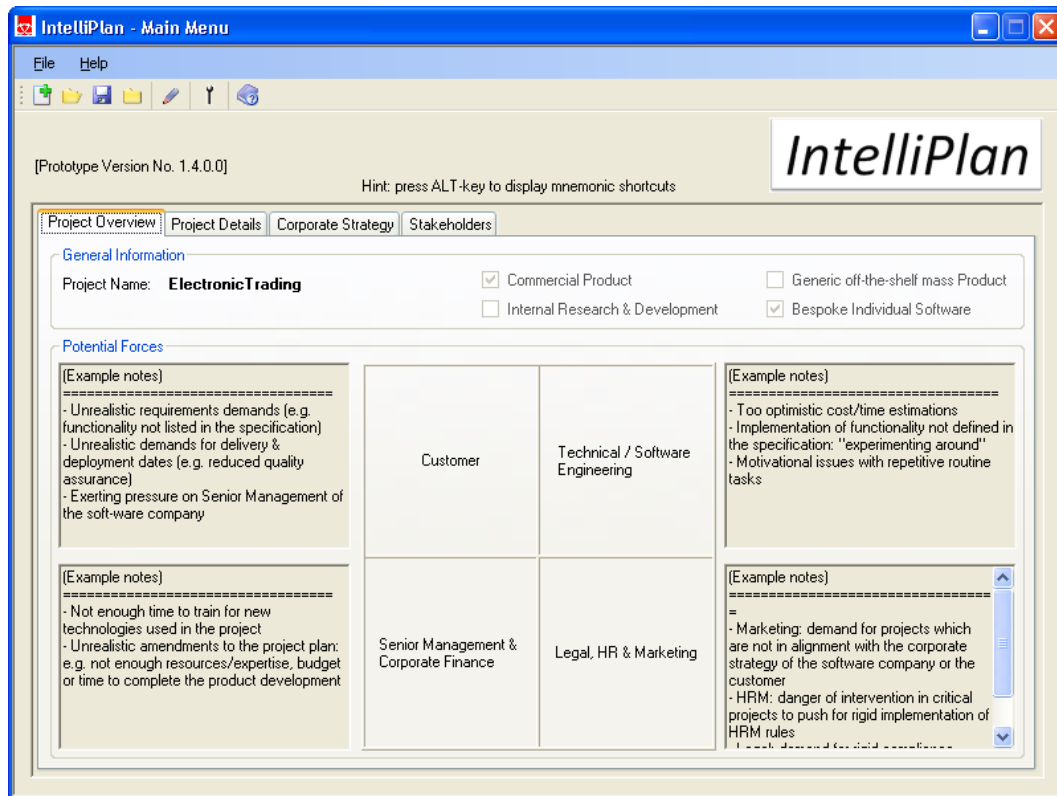 IntelliPlan - Main Menu
File Help
[Prototype Version No. 1.4.0.0]
Hint: press ALT-key to display mnemonic shortcuts
IntelliPlan
Project Overview Project Details Corporate Strategy Stakeholders
General Information
Project Name: ElectronicTrading
Commercial Product
Generic off-the-shelf mass Product
Internal Research & Development
Bespoke Individual Software
Potential Forces
(Example notes)
==================================
- Unrealistic requirements demands (e.g.
functionality not listed in the specification)
- Unrealistic demands for delivery &
deployment dates (e.g. reduced quality
assurance)
- Exerting pressure on Senior Management of
the soft-ware company
Customer
Technical / Software
Engineering
(Example notes)
==================================
- Too optimistic cost/time estimations
- Implementation of functionality not defined in
the specification: "experimenting around"
- Motivational issues with repetitive routine
tasks
(Example notes)
==================================
- Not enough time to train for new
technologies used in the project
- Unrealistic amendments to the project plan:
e.g. not enough resources/expertise, budget
or time to complete the product development
Senior Management &
Corporate Finance
Legal, HR & Marketing
(Example notes)
=================================
=
- Marketing: demand for projects which
are not in alignment with the corporate
strategy of the software company or the
customer
- HRM: danger of intervention in critical
projects to push for rigid implementation of
HRM rules
- Legal: demand for rigid compliance